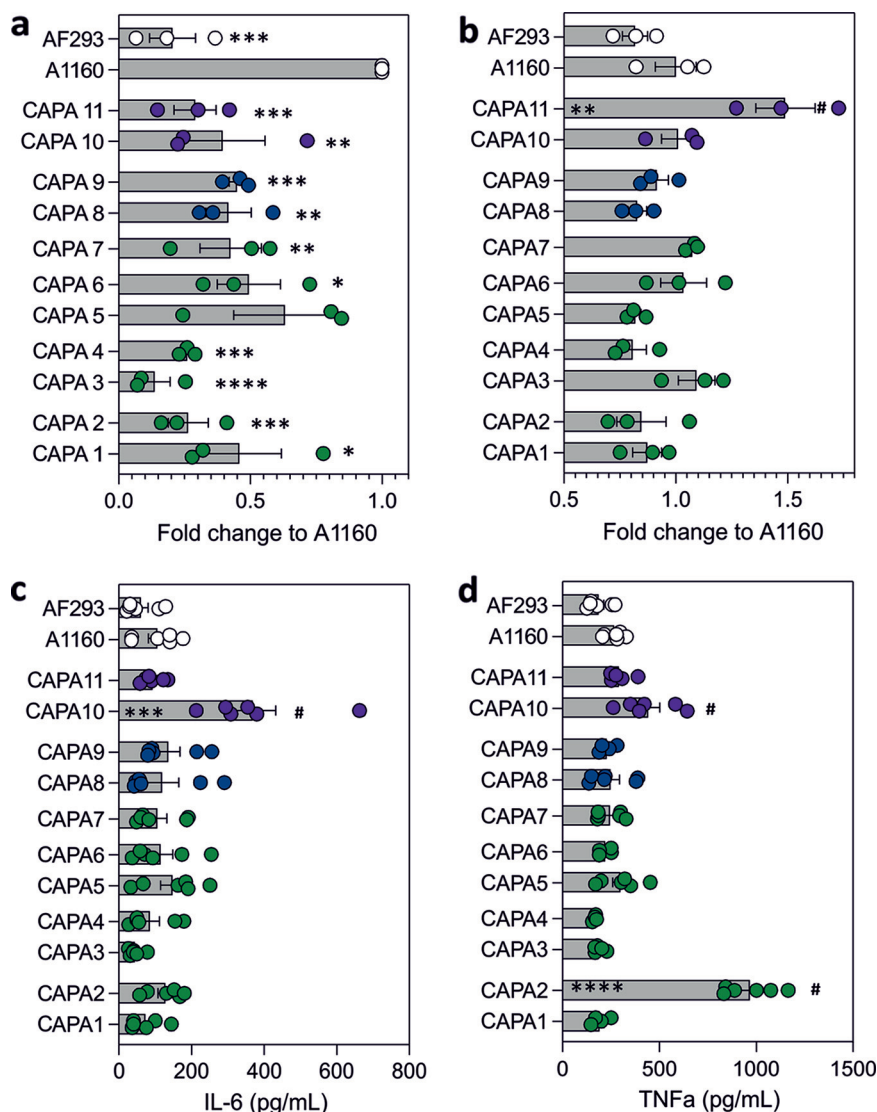 a
AF293 ***
A1160
CAPA 11 ***
CAPA 10 **
CAPA 9 ***
CAPA 8 **
CAPA 7 **
CAPA 6 *
CAPA 5
CAPA 4 ***
CAPA 3 ****
CAPA 2 ***
CAPA 1 *
0.0 0.5 1.0
Fold change to A1160
b
AF293
A1160
CAPA11 ** #
CAPA10
CAPA9
CAPA8
CAPA7
CAPA6
CAPA5
CAPA4
CAPA3
CAPA2
CAPA1
0.5 1.0 1.5
Fold change to A1160
c
AF293
A1160
CAPA11
CAPA10 *** #
CAPA9
CAPA8
CAPA7
CAPA6
CAPA5
CAPA4
CAPA3
CAPA2
CAPA1
0 200 400 600 800
IL-6 (pg/mL)
d
AF293
A1160
CAPA11
CAPA10 #
CAPA9
CAPA8
CAPA7
CAPA6
CAPA5
CAPA4
CAPA3
CAPA2 **** #
CAPA1
0 500 1000 1500
TNFa (pg/mL)